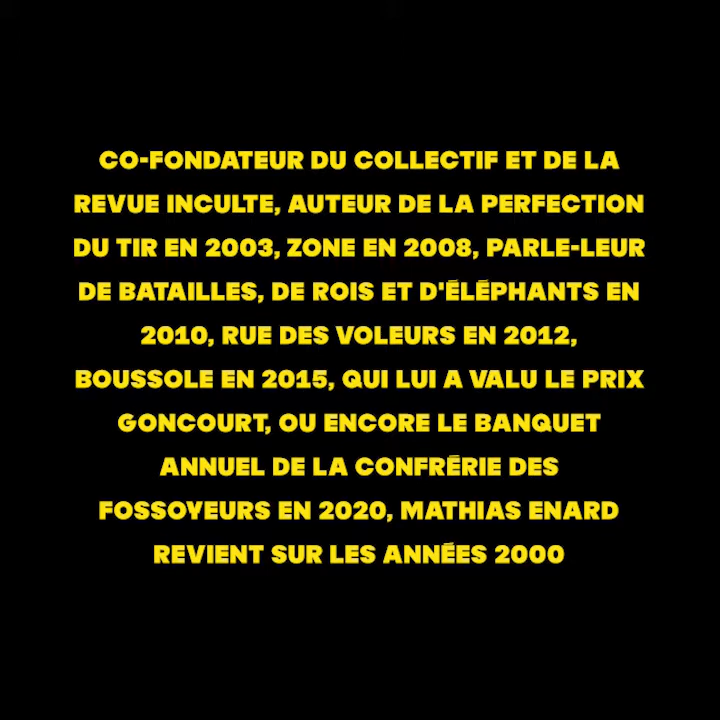 CO-FONDATEUR DU COLLECTIF ET DE LA
REVUE INCULTE, AUTEUR DE LA PERFECTION
DU TIR EN 2003, ZONE EN 2008, PARLE-LEUR
DE BATAILLES, DE ROIS ET D'ÉLÉPHANTS EN
2010, RUE DES VOLEURS EN 2012,
BOUSSOLE EN 2015, QUI LUI A VALU LE PRIX
GONCOURT, OU ENCORE LE BANQUET
ANNUEL DE LA CONFRÉRIE DES
FOSSOYEURS EN 2020, MATHIAS ENARD
REVIENT SUR LES ANNÉES 2000